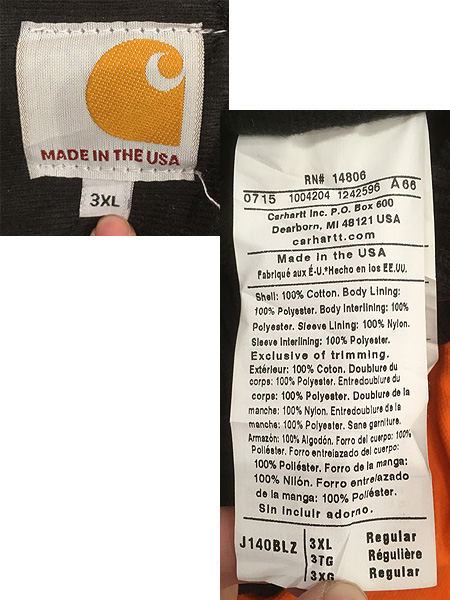 MADE IN THE USA
3XL
RN# 14806
0715 1004204 1242596 A66
Carhartt Inc. P.O. Box 600
Dearborn, MI 48121 USA
carhartt.com
Made in the USA
Fabriqué aux É-U.*Hecho en los EE.UU.
Shell: 100% Cotton. Body Lining:
100% Polyester. Body Interlining: 100%
Polyester. Sleeve Lining: 100% Nylon.
Sleeve Interlining: 100% Polyester.
Exclusive of trimming.
Extérieur: 100% Coton. Doublure du
corps: 100% Polyester. Entredoublure du
corps: 100% Polyester. Doublure de la
manche: 100% Nylon. Entredoublure de la
manche: 100% Polyester. Sans garniture.
Armazón: 100% Algodón. Forro del cuerpo: 100%
Poliéster. Forro entrelazado del cuerpo:
100% Poliéster. Forro de la manga:
100% Nilón. Forro entrelazado
de la manga: 100% Poliéster.
Sin incluir adorno.
J140BLZ 3XL Regular
3TG Régulière
3XG Regular